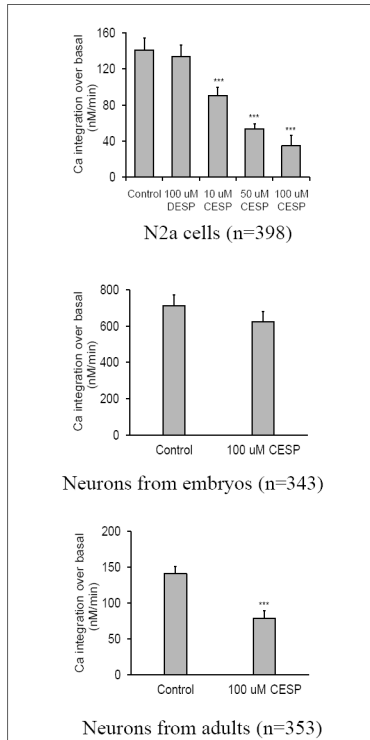 Ca integration over basal
(nM/min)
160
120
80
40
0
***
***
***
Control 100 uM 10 uM 50 uM 100 uM
DESP CESP CESP CESP
N2a cells (n=398)
Ca integration over basal
(nM/min)
800
600
400
200
0
Control 100 uM CESP
Neurons from embryos (n=343)
Ca integration over basal
(nM/min)
200
150
100
50
0
***
Control 100 uM CESP
Neurons from adults (n=353)